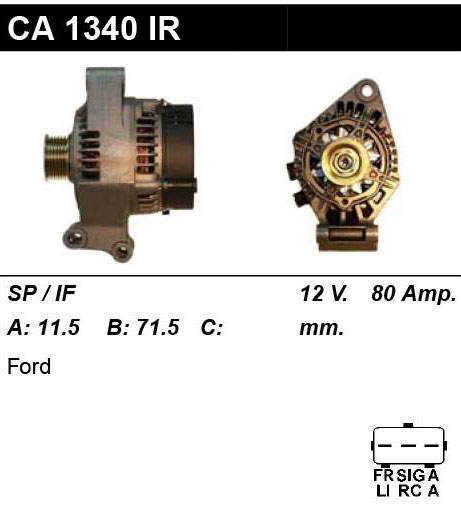 CA 1340 IR
SP / IF 12 V. 80 Amp.
A: 11.5 B: 71.5 C: mm.
Ford
FR SIG A
LI RC A